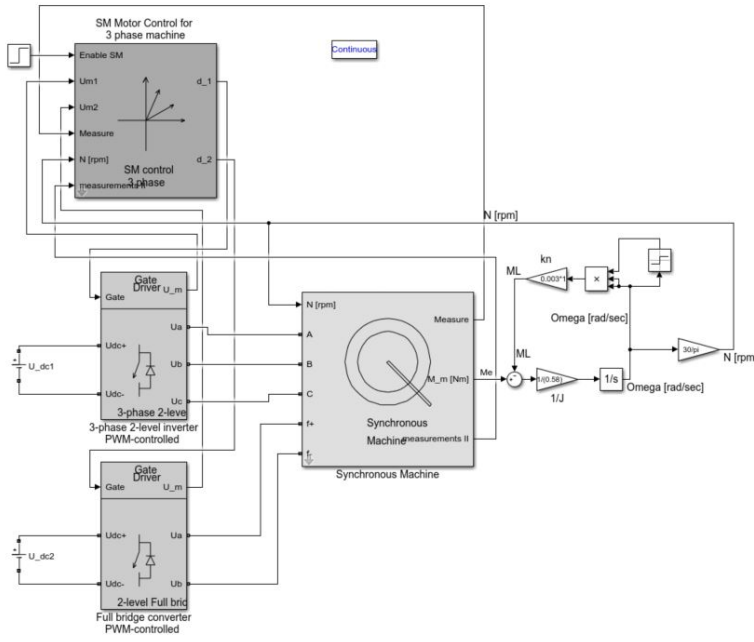 SM Motor Control for
3 phase machine
Continuous
Enable SM
Um1
d_1
Um2
Measure
N [rpm]
d_2
SM control
3 phase
measurements II
N [rpm]
kn
ML
0.003*1
×
Omega [rad/sec]
Gate
Driver
U_m
Gate
Ua
Udc+
U_dc1
Ub
Udc-
Uc
3-phase 2-leve
3-phase 2-level inverter
PWM-controlled
N [rpm]
A
B
C
f+
f-
Measure
M_m [Nm]
Synchronous
Machine
measurements II
Synchronous Machine
Me
ML
1/(0.58)
1/J
1/s
Omega [rad/sec]
30/pi
N [rpm
Gate
Driver
U_m
Gate
Udc+
Ua
U_dc2
Udc-
Ub
2-level Full brid
Full bridge converter
PWM-controlled